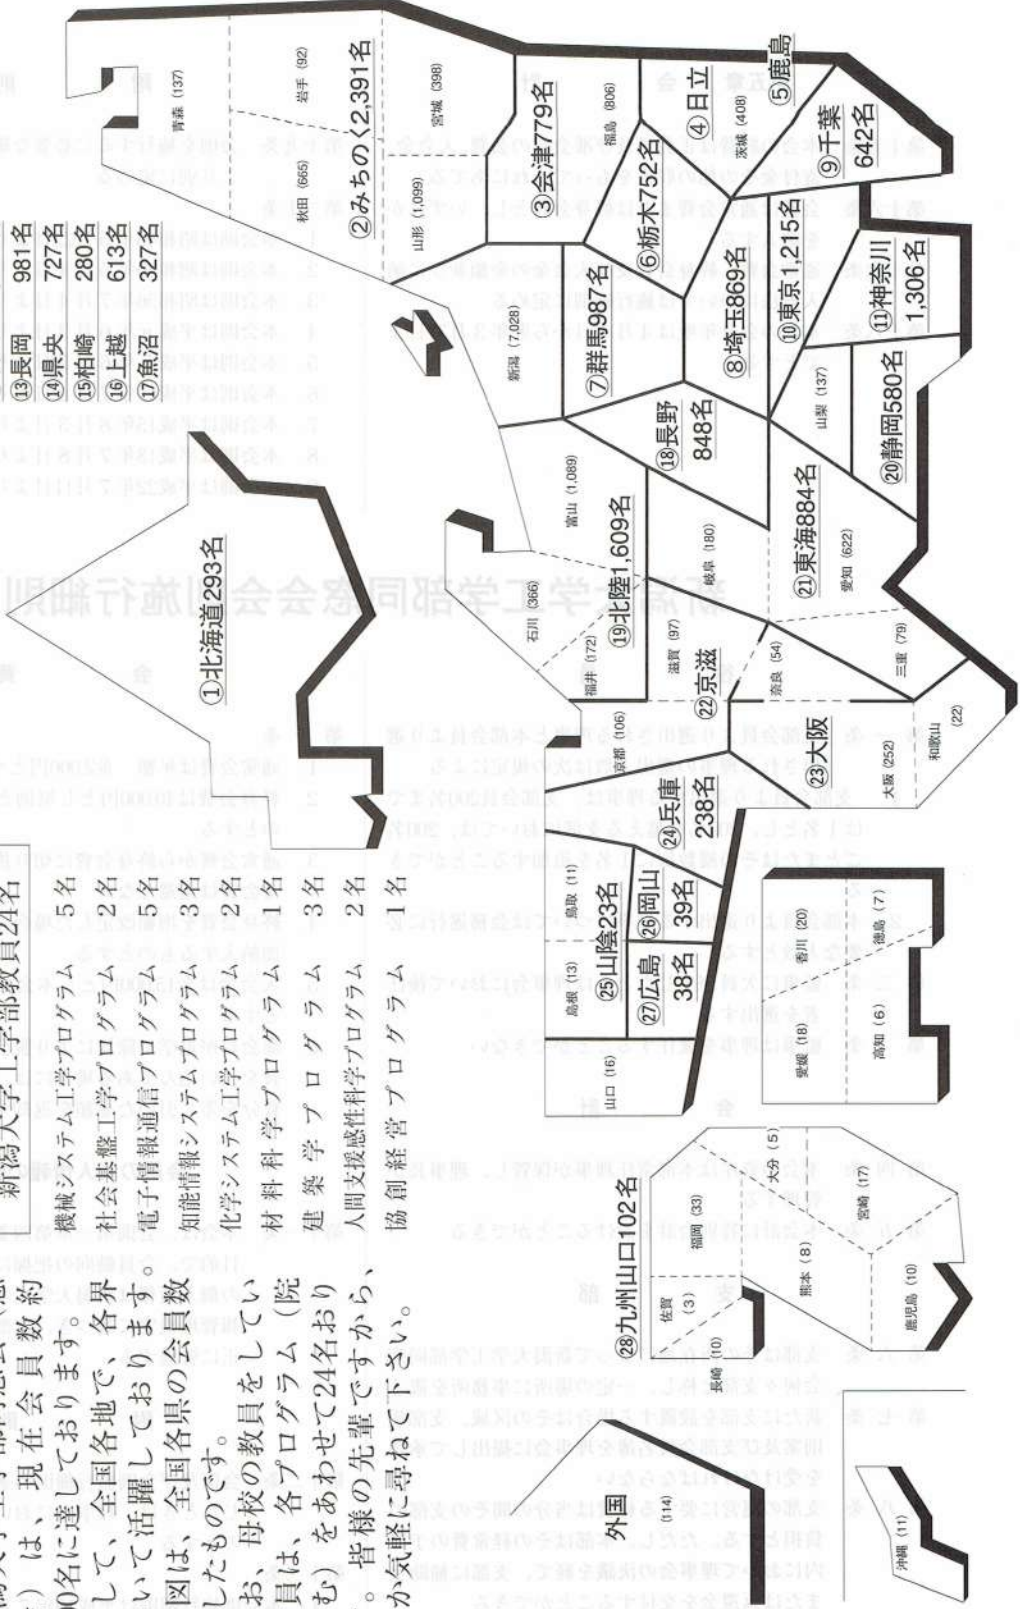 新潟大学工学部教員24名
は 現在会員数約
00名に達しております。
して、全国各地で、各界
いて活躍しております。
図は、全国各県の会員数
したものです。
お、母校の教員をしてい
員は、各プログラム（院
む）をあわせて24名おり
。皆様の先輩ですから、
か気軽に尋ねて下さい。
機械システム工学プログラム 5名
社会基盤工学プログラム 2名
電子情報通信プログラム 2名
知能情報システムプログラム 3名
化学システム工学プログラム 5名
材料科学プログラム 1名
建築学プログラム 3名
人間支援感性科学プログラム 2名
協創経営プログラム 1名
⑬長岡 981名
⑭県央 727名
⑮柏崎 280名
⑯上越 613名
⑰魚沼 327名
①北海道293名
青森 (137)
岩手 (92)
秋田 (665)
②みちのく2,391名
宮城 (398)
山形 (1,099)
③会津779名
福島 (806)
④日立
茨城 (408)
⑤鹿島
⑥栃木752名
⑦群馬987名
新潟 (7,028)
⑧埼玉869名
⑨千葉
642名
⑩東京1,215名
⑪神奈川
1,306名
山梨 (137)
⑱長野
848名
⑳静岡580名
富山 (1,089)
石川 (366)
⑲北陸1,609名
福井 (172)
岐阜 (180)
㉑東海884名
愛知 (622)
三重 (79)
滋賀 (97)
㉒京滋
京都 (106)
奈良 (54)
㉓大阪
大阪 (252)
和歌山
(22)
㉔兵庫
238名
鳥取 (11)
島根 (13)
㉕山陰23名
㉖岡山
39名
㉗広島
38名
山口 (16)
香川 (20)
徳島 (7)
愛媛 (8)
高知 (6)
㉘九州山口102名
福岡 (33)
佐賀
(3)
長崎 (10)
大分 (5)
熊本 (8)
宮崎 (17)
鹿児島 (10)
外国
(114)
沖縄 (11)